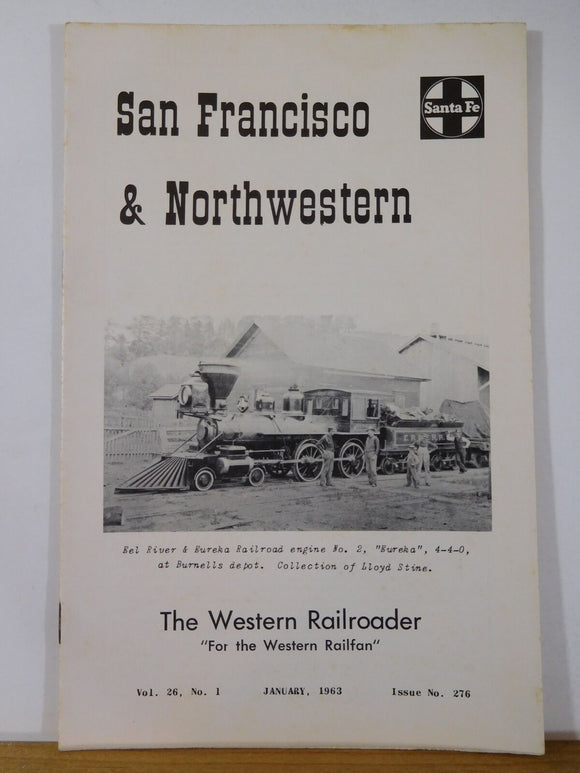 San Francisco
Santa Fe
& Northwestern
Eel River & Eureka Railroad engine No. 2, "Eureka", 4-4-0,
at Burnells depot. Collection of Lloyd Stine.
The Western Railroader
"For the Western Railfan"
Vol. 26, No. 1 JANUARY, 1963 Issue No. 276